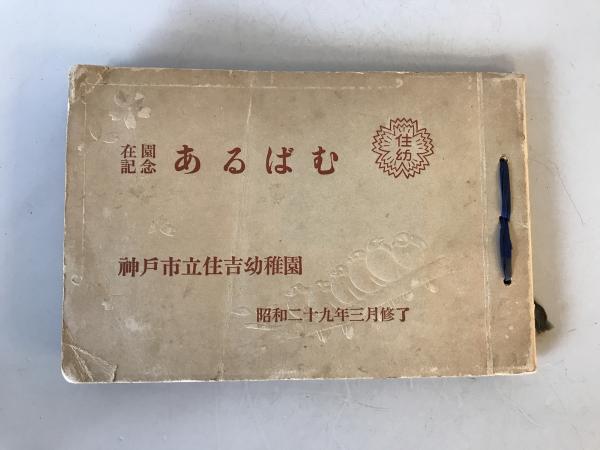 在園記念 あるばむ
住幼
神戸市立住吉幼稚園
昭和二十九年三月修了